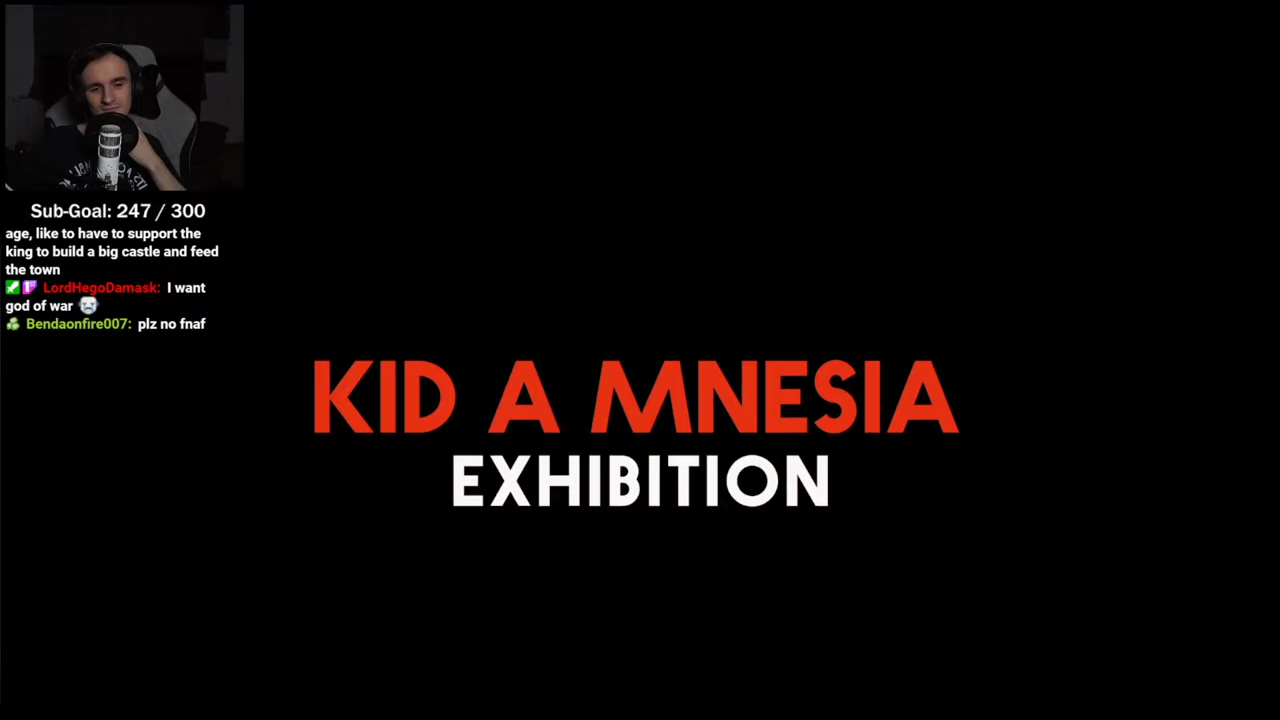 Sub-Goal: 247 / 300
age, like to have to support the
king to build a big castle and feed
the town
LordHegoDamask: I want
god of war
Bendaonfire007: plz no fnaf
KID A MNESIA
EXHIBITION